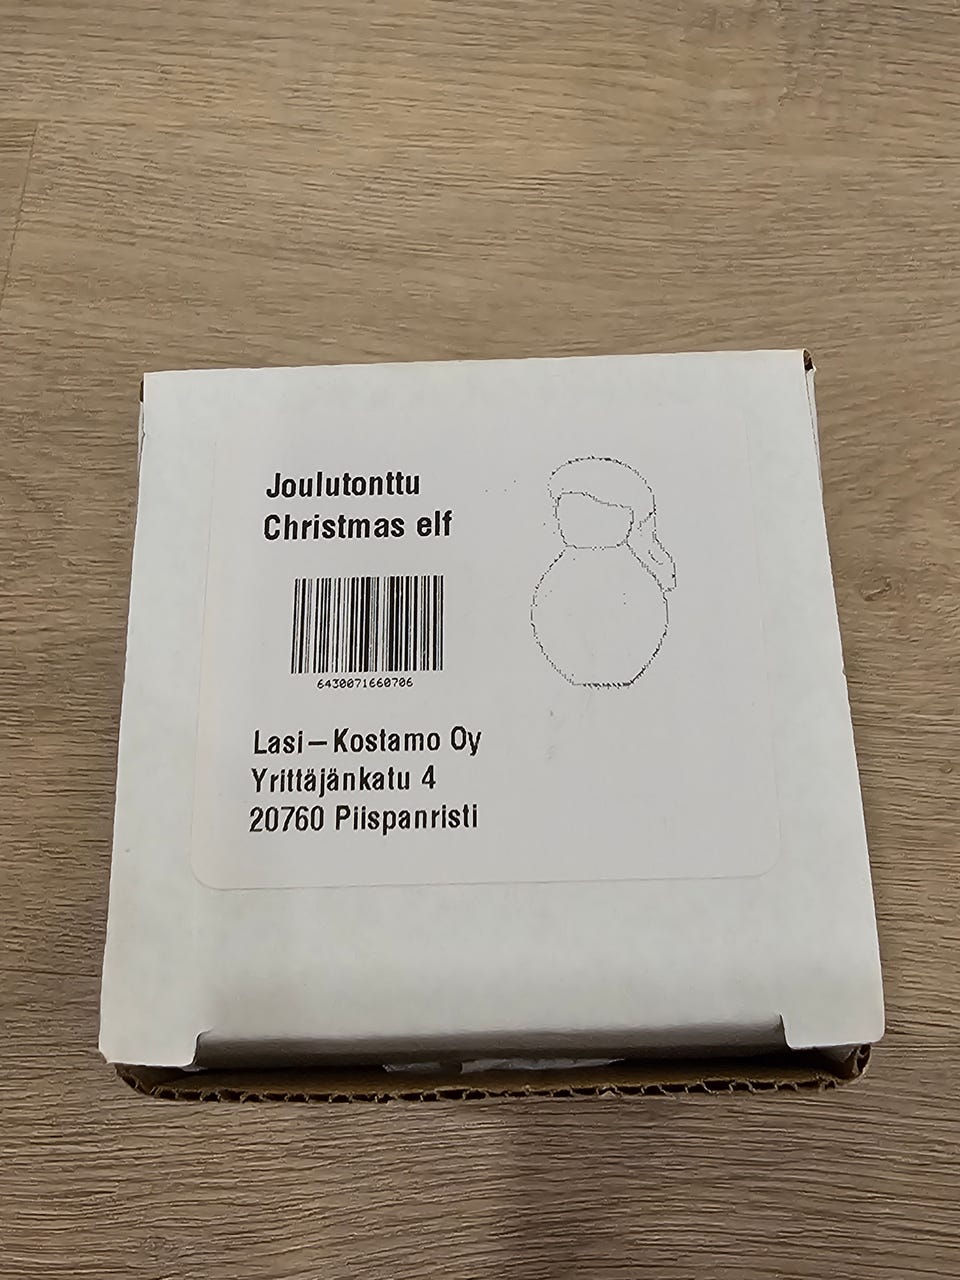 Joulutonttu
Christmas elf
6430071660706
Lasi–Kostamo Oy
Yrittäjänkatu 4
20760 Piispanristi